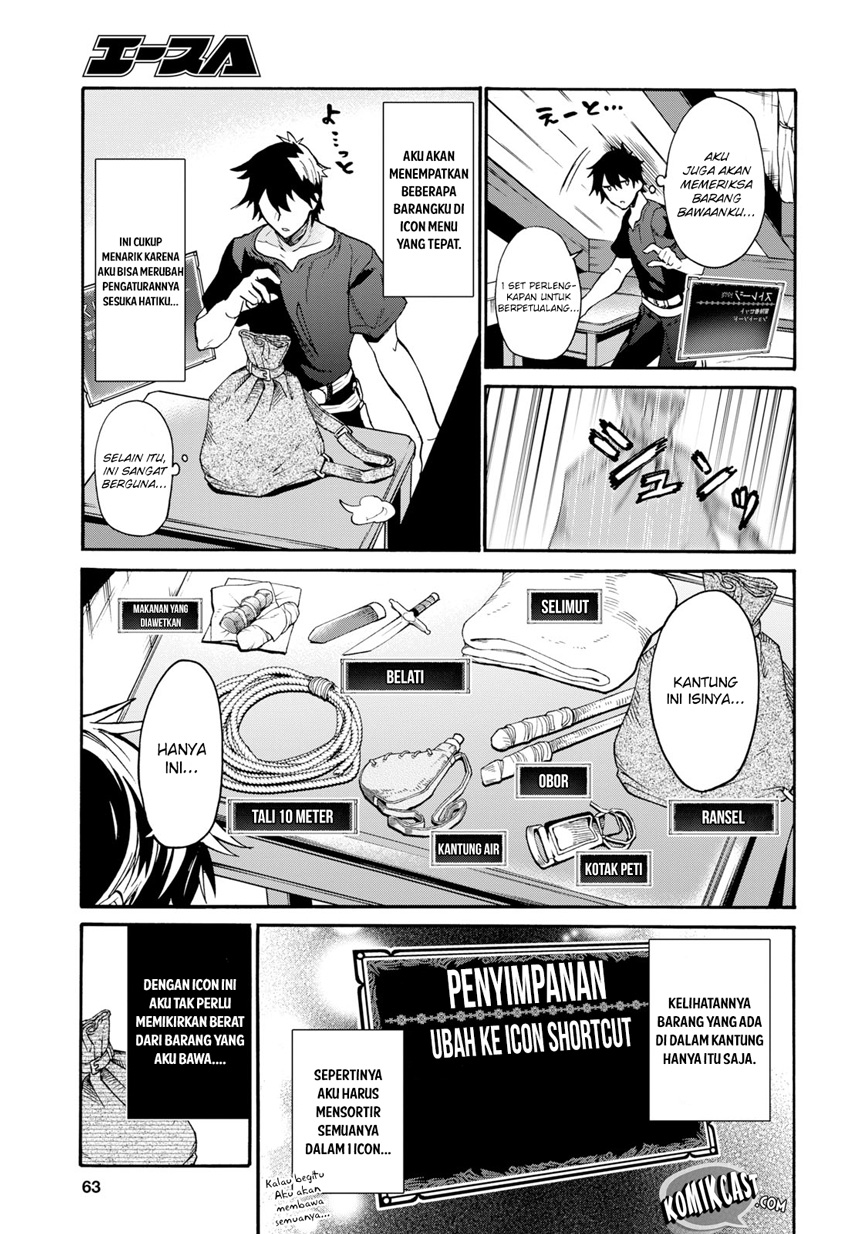 エースA
えーと…
AKU
JUGA AKAN
MEMERIKSA
BARANG
BAWAANKU...
1 SET PERLENG-
KAPAN UNTUK
BERPETUALANG...
ストレージ
よ…っと
AKU AKAN
MENEMPATKAN
BEBERAPA
BARANGKU DI
ICON MENU
YANG TEPAT.
INI CUKUP
MENARIK KARENA
AKU BISA MERUBAH
PENGATURANNYA
SESUKA HATIKU...
SELAIN ITU,
INI SANGAT
BERGUNA...
ジュンッ
KANTUNG
INI ISINYA...
SELIMUT
MAKANAN YANG
DIAWETKAN
BELATI
HANYA
INI...
OBOR
RANSEL
TALI 10 METER
KANTUNG AIR
KOTAK PETI
KELIHATANNYA
BARANG YANG ADA
DI DALAM KANTUNG
HANYA ITU SAJA.
PENYIMPANAN
UBAH KE ICON SHORTCUT
SEPERTINYA
AKU HARUS
MENSORTIR
SEMUANYA
DALAM 1 ICON...
Kalau begitu
Aku akan
membawa
semuanya...
DENGAN ICON INI
AKU TAK PERLU
MEMIKIRKAN BERAT
DARI BARANG YANG
AKU BAWA....
63
KOMIKCAST.COM